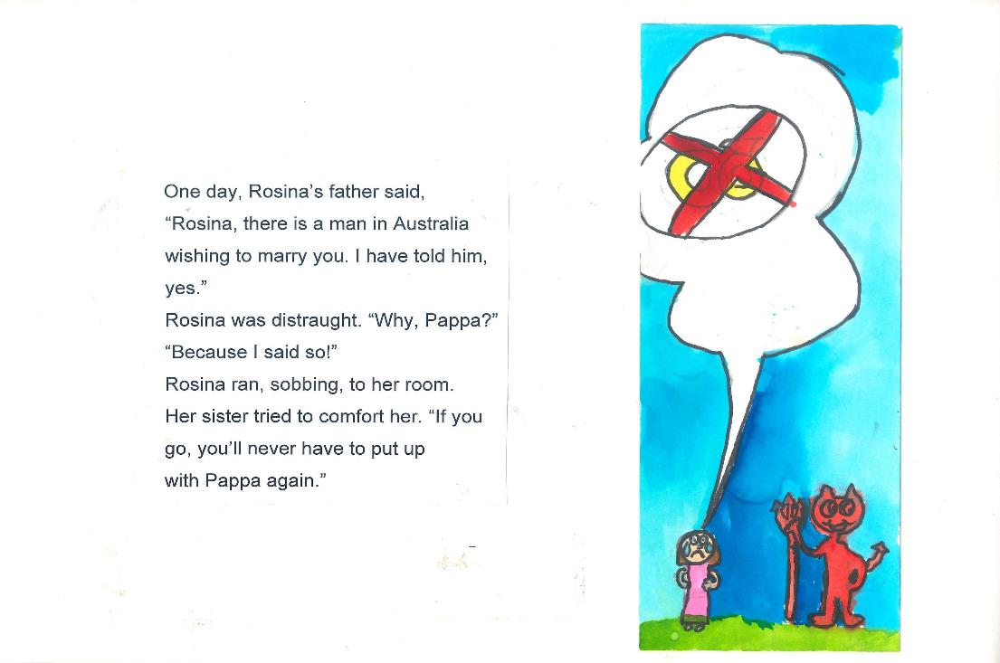 One day, Rosina’s father said,
“Rosina, there is a man in Australia
wishing to marry you. I have told him,
yes.”
Rosina was distraught. “Why, Pappa?”
“Because I said so!”
Rosina ran, sobbing, to her room.
Her sister tried to comfort her. “If you
go, you’ll never have to put up
with Pappa again.”